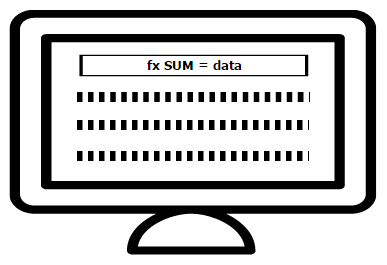 fx SUM = data